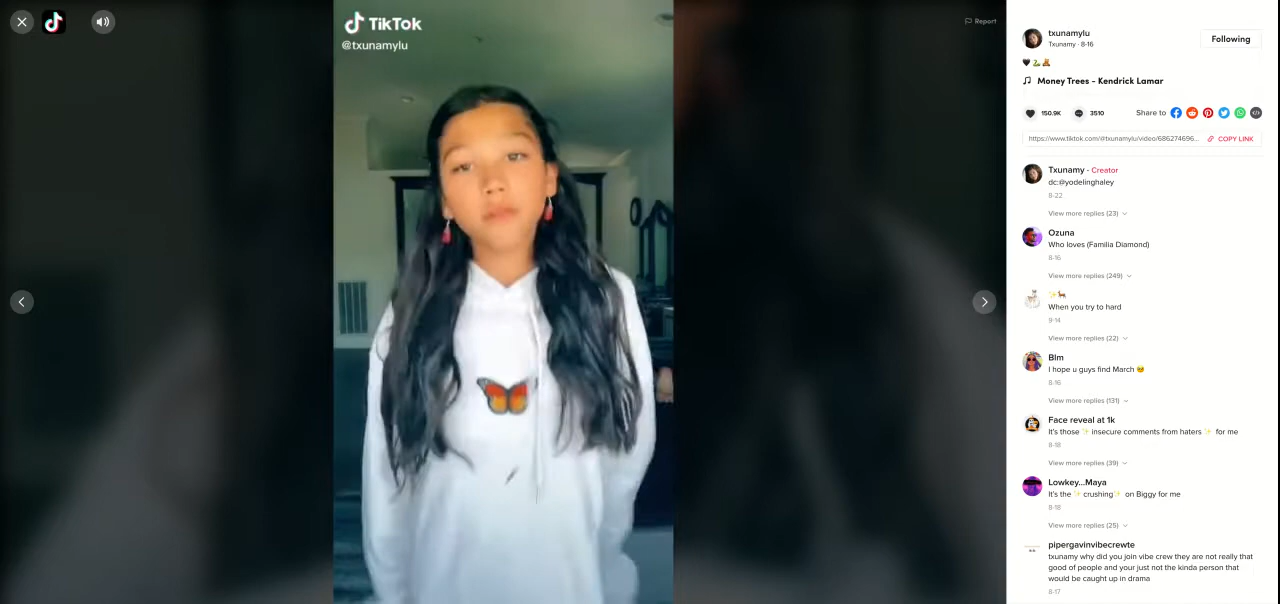 TikTok
@txunamylu
Report
txunamylu
Txunamy · 8-16
Following
🖤 🐍 🧸
Money Trees - Kendrick Lamar
150.9K
3510
Share to
https://www.tiktok.com/@txunamylu/video/686274696...
COPY LINK
Txunamy · Creator
dc:@yodelinghaley
8-22
View more replies (23)
Ozuna
Who loves (Familia Diamond)
8-16
View more replies (249)
When you try to hard
9-14
View more replies (22)
Blm
I hope u guys find March 🥺
8-16
View more replies (131)
Face reveal at 1k
It's those ✨ insecure comments from haters ✨ for me
8-18
View more replies (39)
Lowkey...Maya
It's the ✨ crushing✨ on Biggy for me
8-18
View more replies (25)
pipergavinvibecrewte
txunamy why did you join vibe crew they are not really that
good of people and your just not the kinda person that
would be caught up in drama
8-17